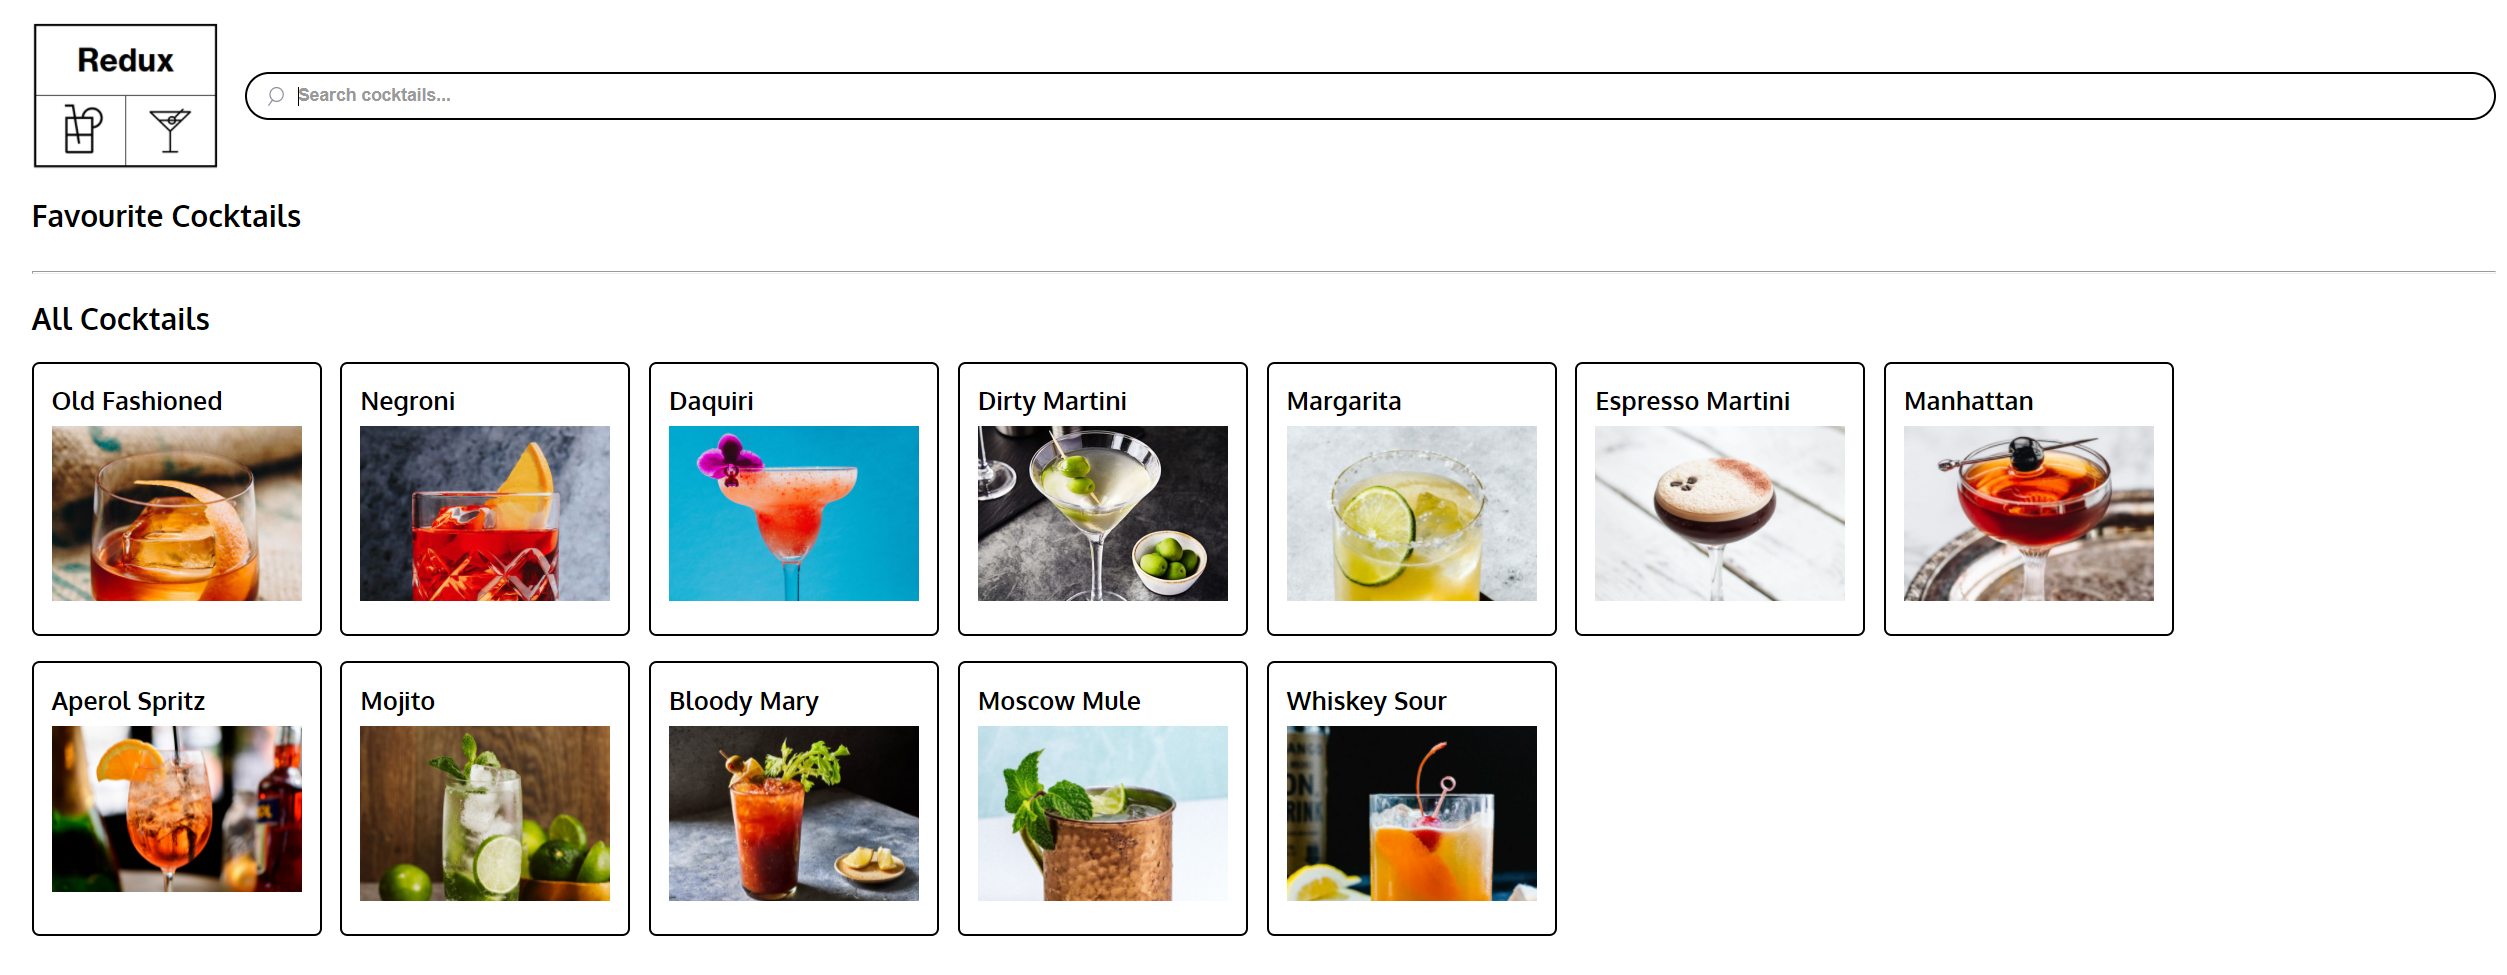 Redux
Search cocktails...
Favourite Cocktails
All Cocktails
Old Fashioned
Negroni
Daquiri
Dirty Martini
Margarita
Espresso Martini
Manhattan
Aperol Spritz
Mojito
Bloody Mary
Moscow Mule
Whiskey Sour
ON